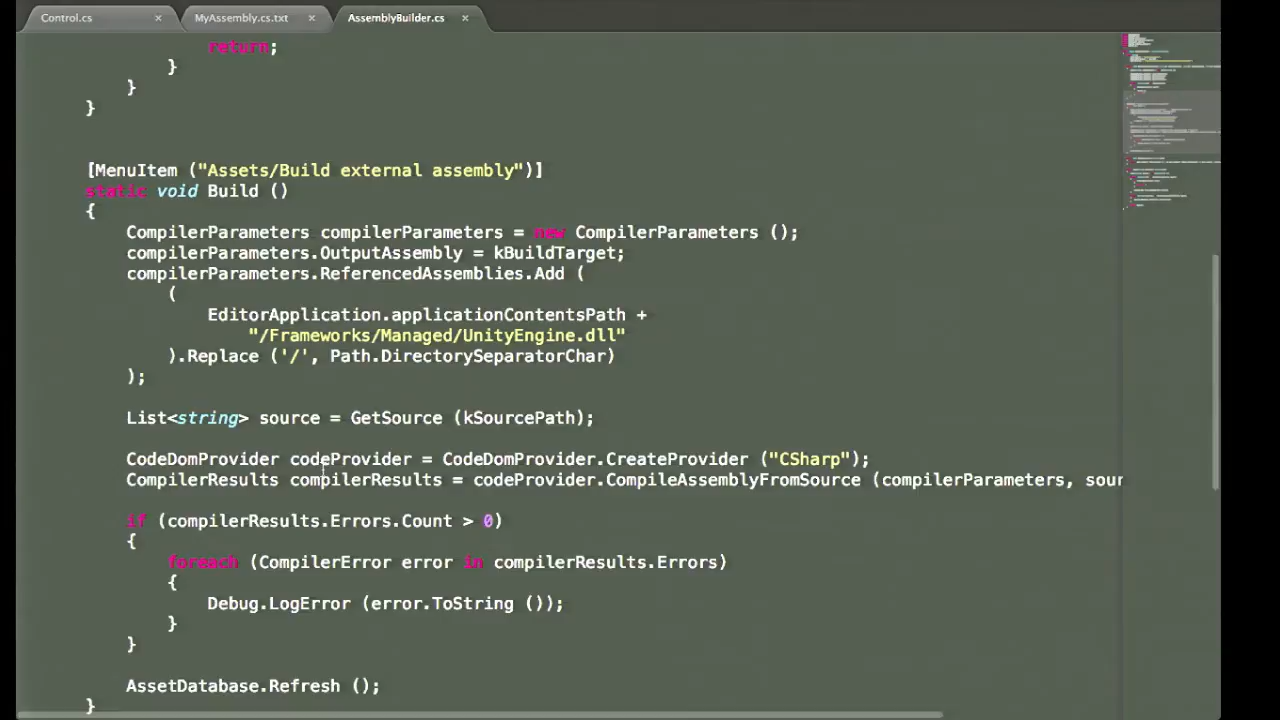 Control.cs × MyAssembly.cs.txt × AssemblyBuilder.cs ×
return;
}
}
}
[MenuItem ("Assets/Build external assembly")]
static void Build ()
{
CompilerParameters compilerParameters = new CompilerParameters ();
compilerParameters.OutputAssembly = kBuildTarget;
compilerParameters.ReferencedAssemblies.Add (
(
EditorApplication.applicationContentsPath +
"/Frameworks/Managed/UnityEngine.dll"
).Replace ('/', Path.DirectorySeparatorChar)
);
List<string> source = GetSource (kSourcePath);
CodeDomProvider codeProvider = CodeDomProvider.CreateProvider ("CSharp");
CompilerResults compilerResults = codeProvider.CompileAssemblyFromSource (compilerParameters, sour
if (compilerResults.Errors.Count > 0)
{
foreach (CompilerError error in compilerResults.Errors)
{
Debug.LogError (error.ToString ());
}
}
AssetDatabase.Refresh ();
}